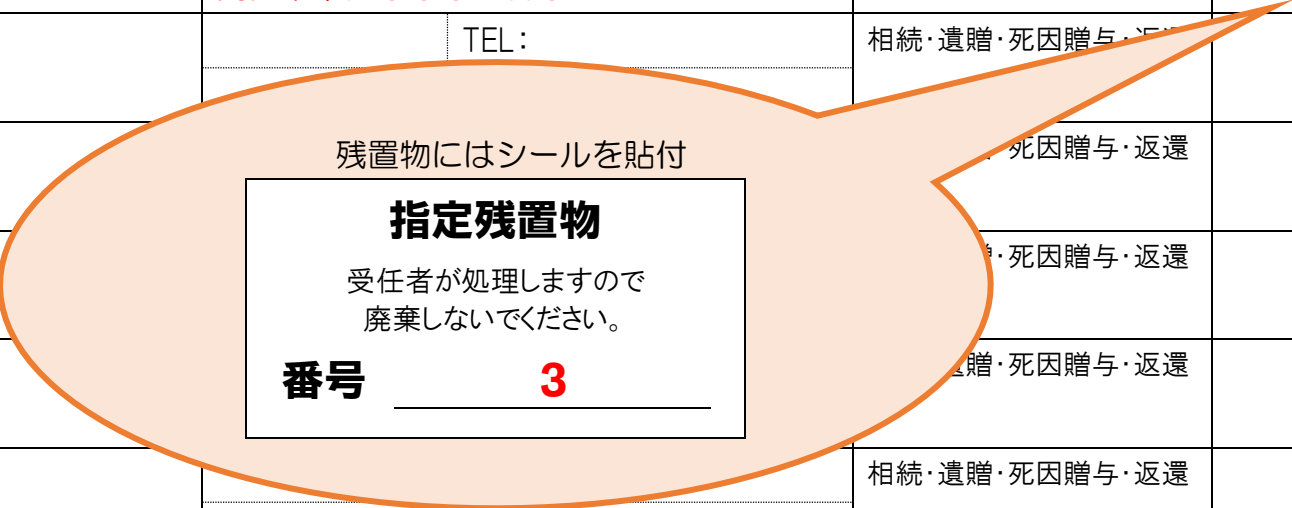 TEL：
相続・遺贈・死因贈与・返還
残置物にはシールを貼付
死因贈与・返還
指定残置物
受任者が処理しますので
・死因贈与・返還
廃棄しないでください。
番号 3
贈・死因贈与・返還
相続・遺贈・死因贈与・返還